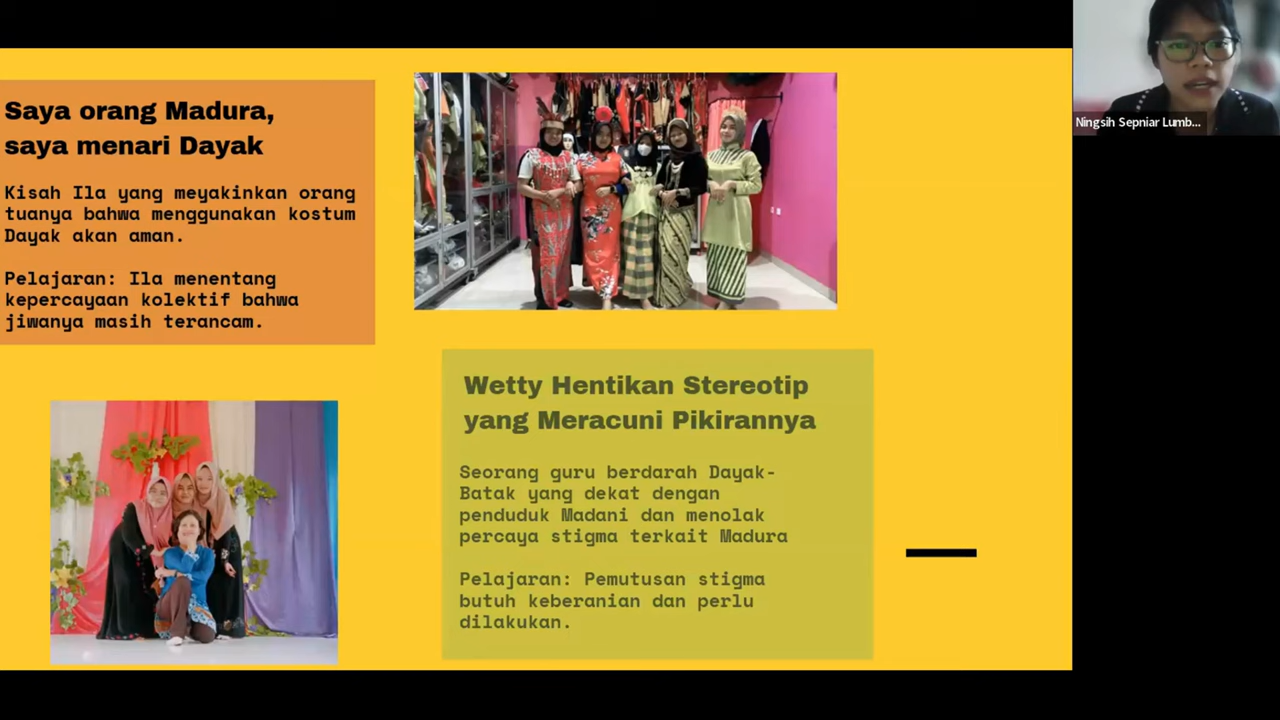 Saya orang Madura,
saya menari Dayak
Kisah Ila yang meyakinkan orang
tuanya bahwa menggunakan kostum
Dayak akan aman.
Pelajaran: Ila menentang
kepercayaan kolektif bahwa
jiwanya masih terancam.
Wetty Hentikan Stereotip
yang Meracuni Pikirannya
Seorang guru berdarah Dayak-
Batak yang dekat dengan
penduduk Madani dan menolak
percaya stigma terkait Madura
Pelajaran: Pemutusan stigma
butuh keberanian dan perlu
dilakukan.
Ningsih Sepniar Lumb...